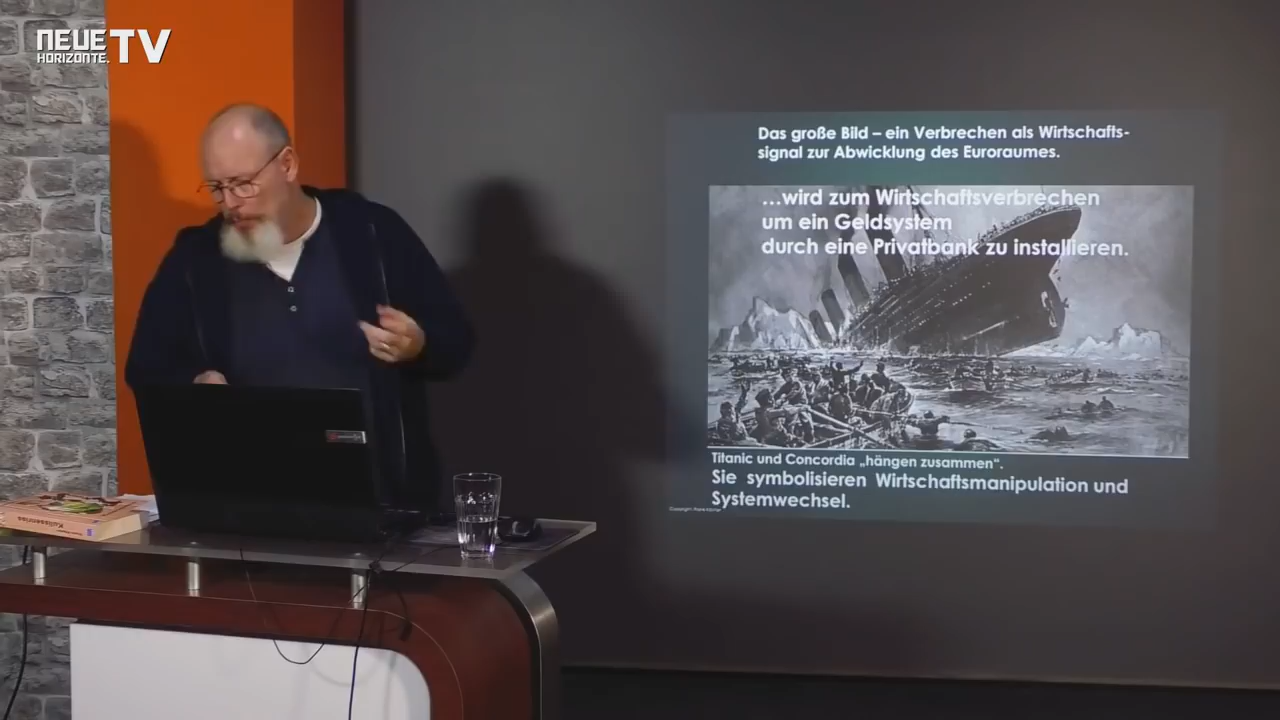 NEUE TV
HORIZONTE.
Das große Bild – ein Verbrechen als Wirtschafts-
signal zur Abwicklung des Euroraumes.
...wird zum Wirtschaftsverbrechen
um ein Geldsystem
durch eine Privatbank zu installieren.
Titanic und Concordia „hängen zusammen“.
Sie symbolisieren Wirtschaftsmanipulation und
Systemwechsel.
Kulissenriss